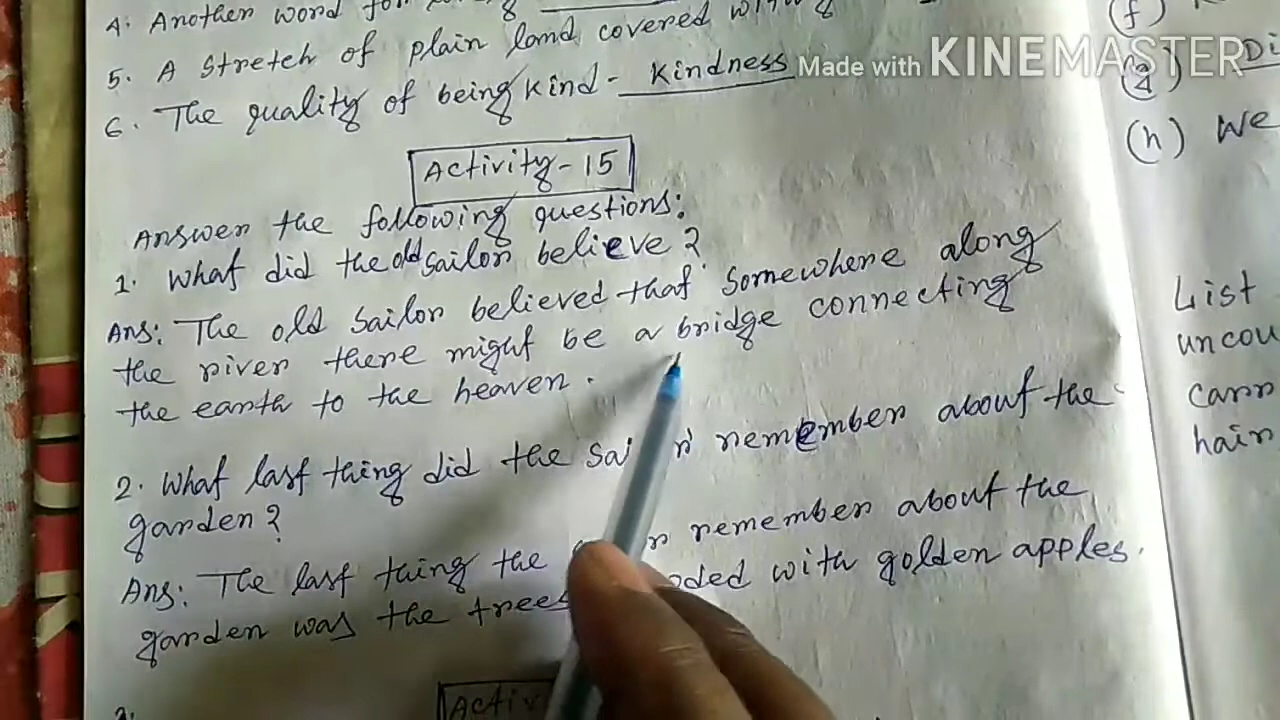 4. Another word for
5. A stretch of plain land covered with
6. The quality of being kind - Kindness
Made with KINEMASTER
Activity - 15
Answer the following questions:
1. What did the old sailor believe?
Ans: The old sailor believed that somewhere along
the river there might be a bridge connecting
the earth to the heaven.
2. What last thing did the remember about the
garden?
Ans: The last thing the remember about the
garden was the trees with golden apples.
(f)
(g) Di
(h) We
List
uncou
carr
hair